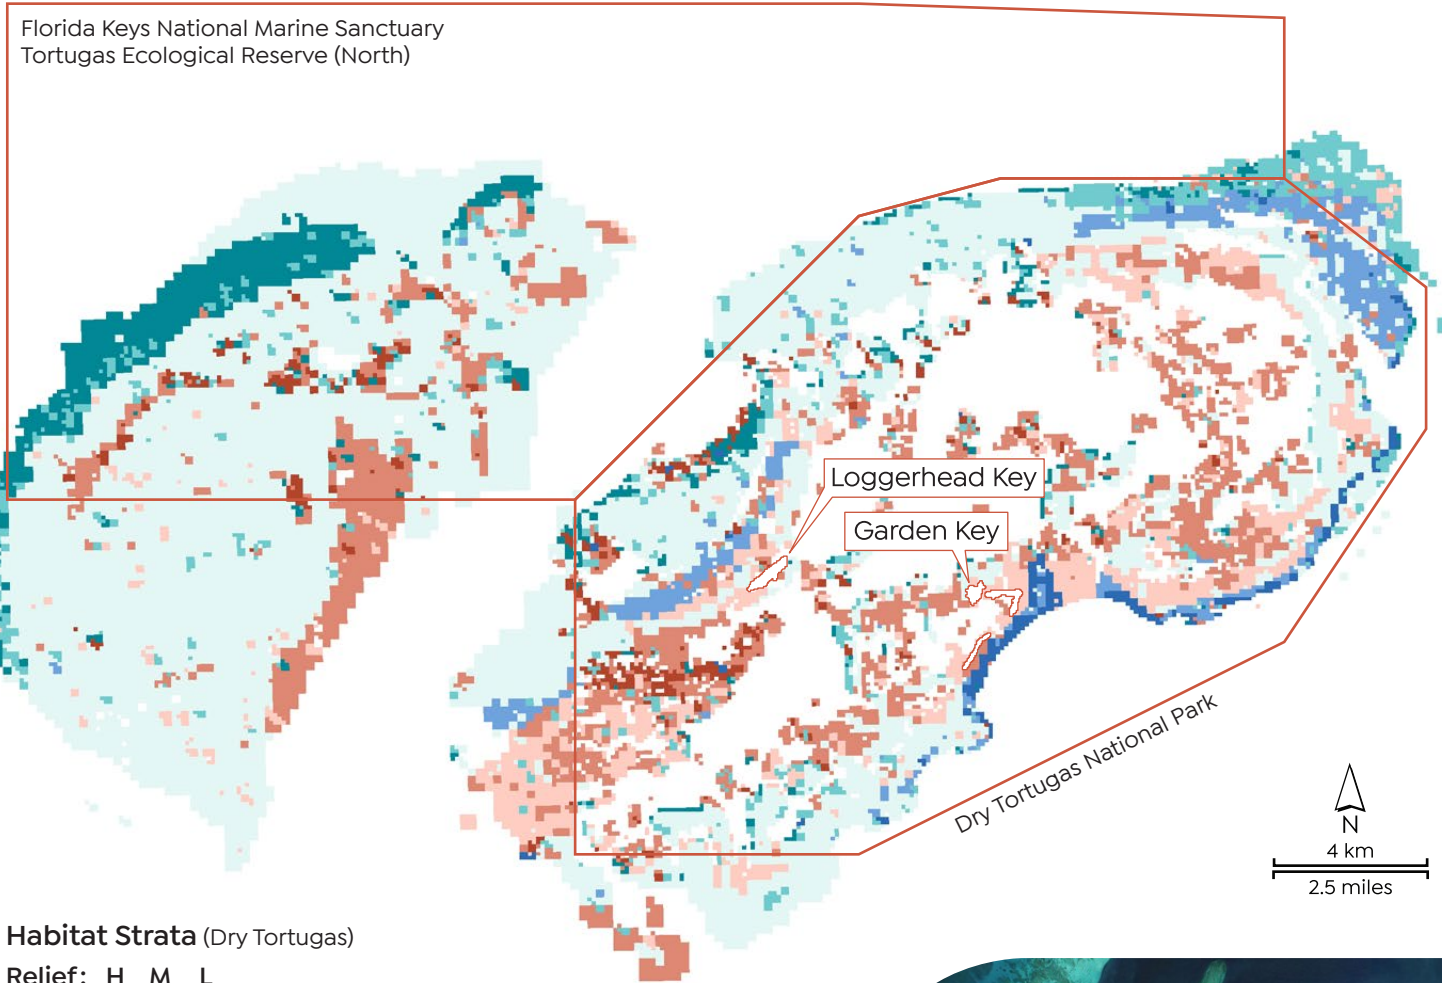 Florida Keys National Marine Sanctuary
Tortugas Ecological Reserve (North)
Loggerhead Key
Garden Key
Dry Tortugas National Park
N
4 km
2.5 miles
Habitat Strata (Dry Tortugas)
Relief: H M L